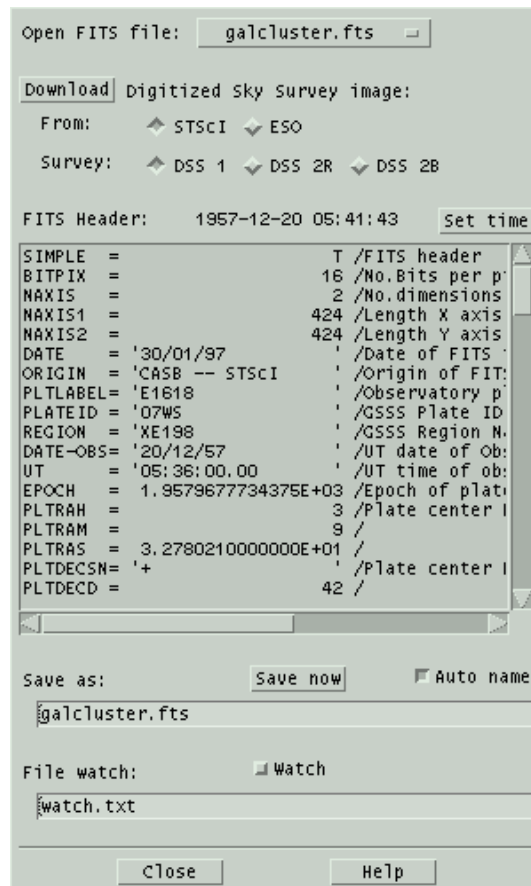 Open FITS file: galcluster.fts
Download Digitized Sky Survey image:
From: STScI ESO
Survey: DSS 1 DSS 2R DSS 2B
FITS Header: 1957-12-20 05:41:43 Set time
SIMPLE = T /FITS header
BITPIX = 16 /No.Bits per p
NAXIS = 2 /No.dimensions
NAXIS1 = 424 /Length X axis
NAXIS2 = 424 /Length Y axis
DATE = '30/01/97 ' /Date of FITS
ORIGIN = 'CASB -- STScI ' /Origin of FIT
PLTLABEL= 'E1618 ' /Observatory p
PLATEID = '07WS ' /GSSS Plate ID
REGION = 'XE198 ' /GSSS Region N
DATE-OBS= '20/12/57 ' /UT date of Ob
UT = '05:36:00.00 ' /UT time of ob
EPOCH = 1.9579677734375E+03 /Epoch of plat
PLTRAH = 3 /Plate center
PLTRAM = 9 /
PLTRAS = 3.2780210000000E+01 /
PLTDECSN= '+ ' /Plate center
PLTDECD = 42 /
Save as: Save now Auto name
galcluster.fts
File watch: Watch
watch.txt
Close Help